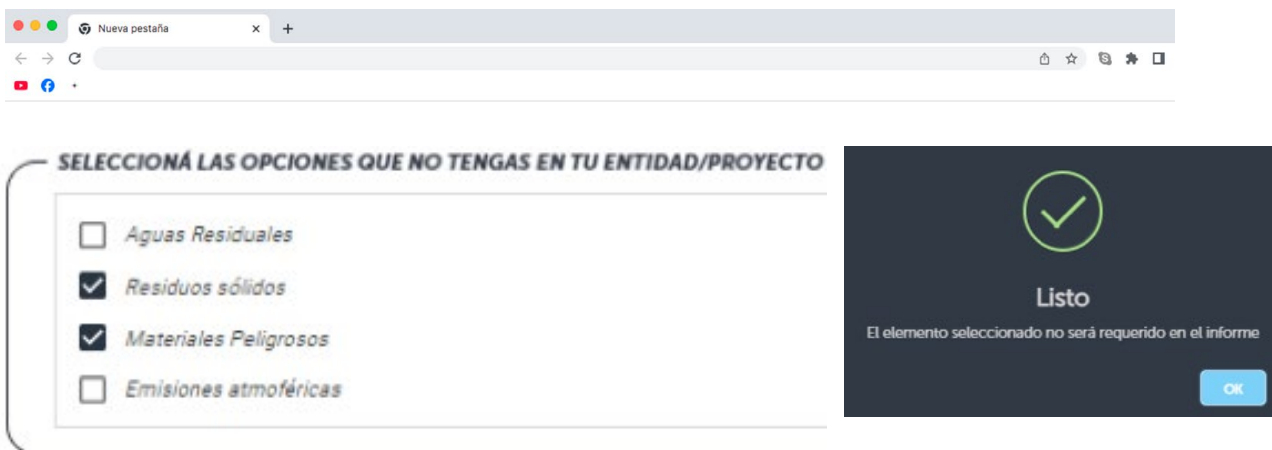 Nueva pestaña
SELECCIONÁ LAS OPCIONES QUE NO TENGAS EN TU ENTIDAD/PROYECTO
Aguas Residuales
Residuos sólidos
Materiales Peligrosos
Emisiones atmoféricas
Listo
El elemento seleccionado no será requerido en el informe
OK